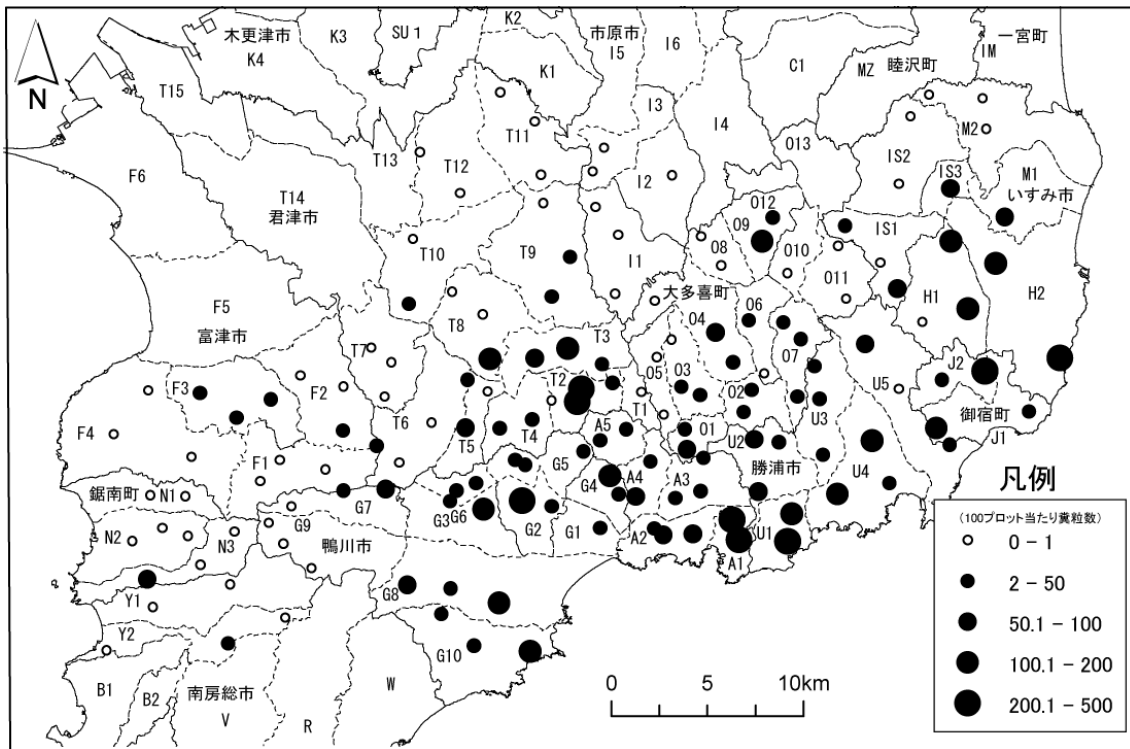 K2
市原市
一宮町
木更津市
K3
SU 1
I5
I6
IM
K4
K1
C1
MZ
睦沢町
T15
I3
I4
M2
T11
O13
T13
T12
IS2
F6
I2
IS3
M1
いすみ市
T14
君津市
O12
O9
IS1
T10
T9
O8
O10
I1
O11
大多喜町
H1
H2
F5
富津市
T8
O6
O4
T3
T7
O7
J2
F3
F2
T2
O5
O3
U5
O2
御宿町
T1
U3
T6
F4
T5
T4
A5
O1
U2
J1
F1
G5
勝浦市
U4
凡例
鋸南町
N1
G7
G4
A4
A3
(100プロット当たり糞粒数)
G9
G3
G6
G2
G1
U1
0 - 1
N2
N3
鴨川市
A2
A1
2 - 50
G8
Y1
50.1 - 100
Y2
G10
100.1 - 200
B1
B2
南房総市
W
0
5
10km
200.1 - 500
V
R
N